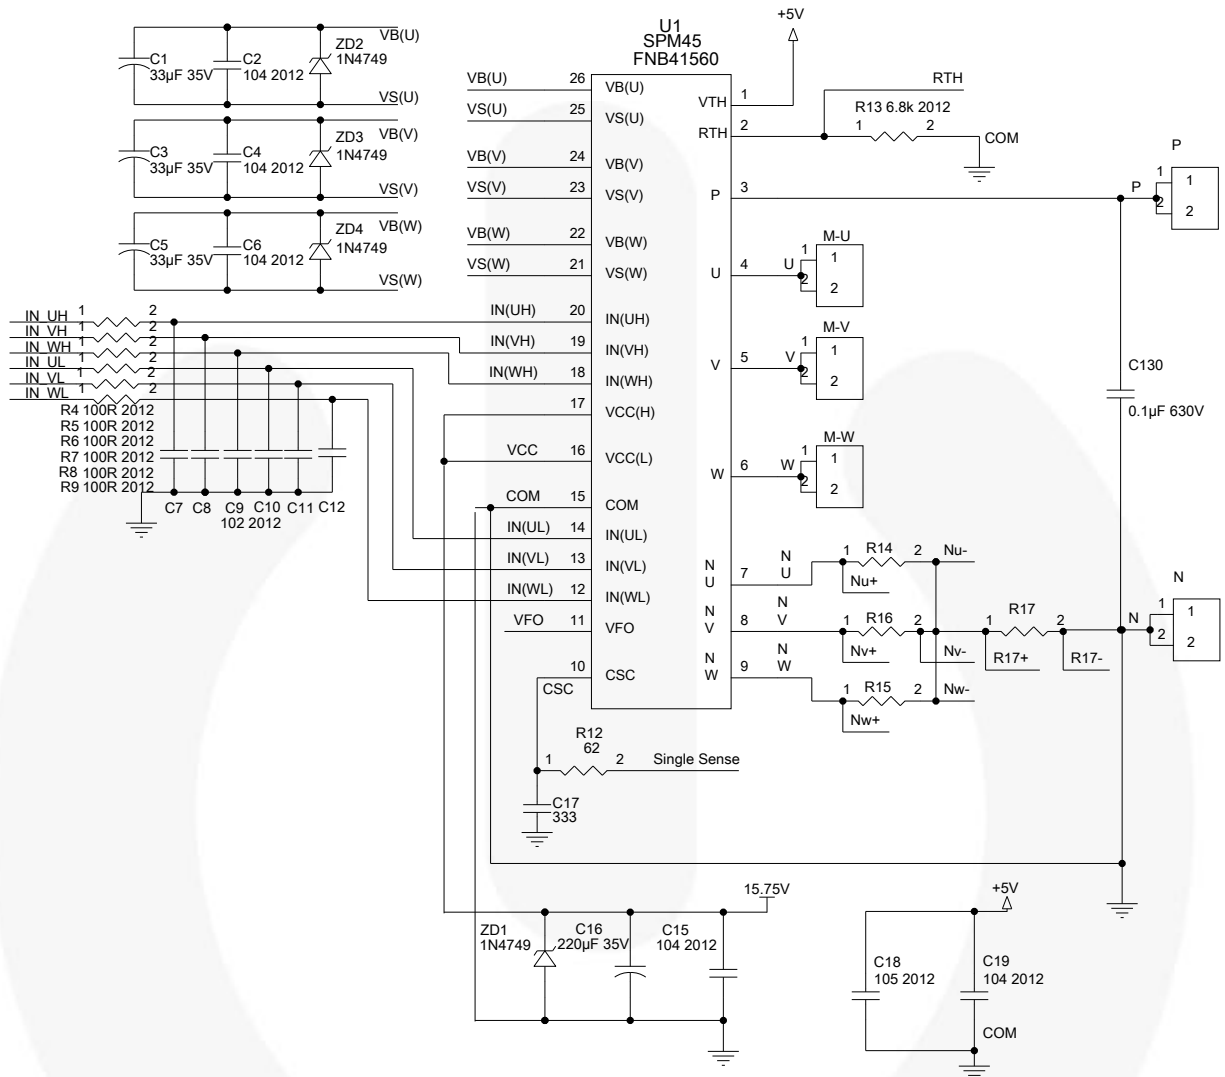 U1
SPM45
FNB41560
+5V
VB(U)
C1
33µF 35V
C2
104 2012
ZD2
1N4749
VS(U)
VB(V)
C3
33µF 35V
C4
104 2012
ZD3
1N4749
VS(V)
VB(W)
C5
33µF 35V
C6
104 2012
ZD4
1N4749
VS(W)
VB(U) 26 VB(U)
VS(U) 25 VS(U)
VB(V) 24 VB(V)
VS(V) 23 VS(V)
VB(W) 22 VB(W)
VS(W) 21 VS(W)
IN(UH) 20 IN(UH)
IN(VH) 19 IN(VH)
IN(WH) 18 IN(WH)
17 VCC(H)
VCC 16 VCC(L)
COM 15 COM
IN(UL) 14 IN(UL)
IN(VL) 13 IN(VL)
IN(WL) 12 IN(WL)
VFO 11 VFO
10 CSC
CSC
VTH 1
RTH 2
RTH
R13 6.8k 2012
1 2
COM
P 3
P
P
1 1
2 2
U 4
M-U
U 1 1
2 2
V 5
M-V
V 1 1
2 2
W 6
M-W
W 1 1
2 2
C130
0.1µF 630V
N
U 7
N
U
1 R14 2 Nu-
Nu+
N
V 8
N
V
1 R16 2
Nv+ Nv-
N
W 9
N
W
1 R15 2 Nw-
Nw+
1 R17 2
R17+ R17-
N
N 1 1
2 2
IN_UH 1 2
IN_VH 1 2
IN_WH 1 2
IN_UL 1 2
IN_VL 1 2
IN_WL 1 2
R4 100R 2012
R5 100R 2012
R6 100R 2012
R7 100R 2012
R8 100R 2012
R9 100R 2012
C7 C8 C9 C10 C11 C12
102 2012
R12
62
1 2 Single Sense
C17
333
15.75V
ZD1
1N4749
C16
220µF 35V
C15
104 2012
+5V
C18
105 2012
C19
104 2012
COM